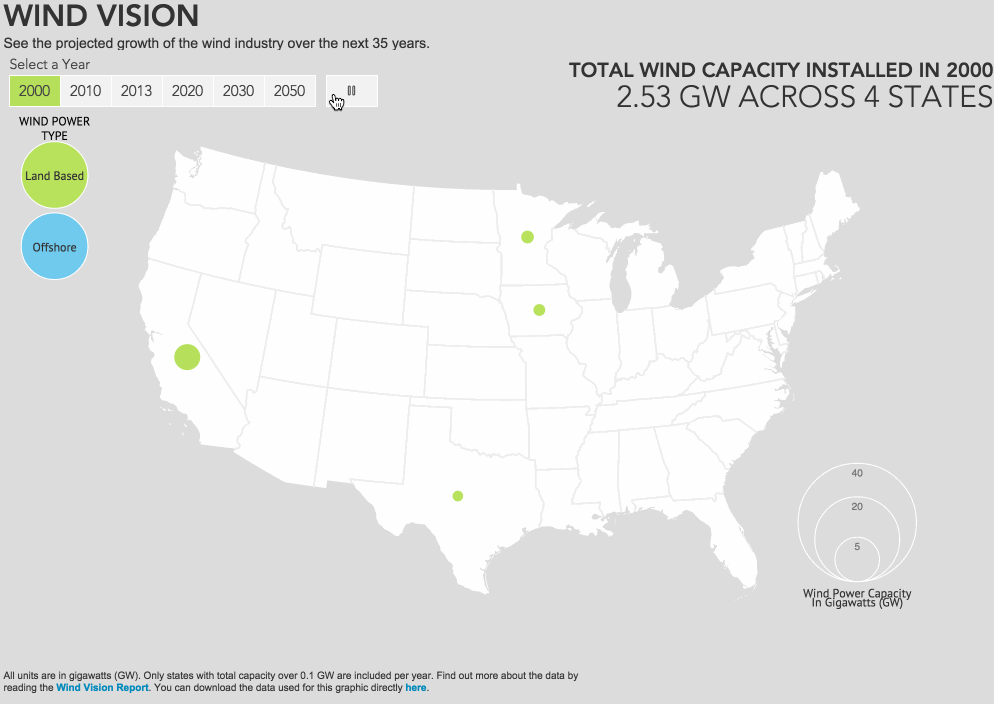 WIND VISION
See the projected growth of the wind industry over the next 35 years.
Select a Year
2000 2010 2013 2020 2030 2050
TOTAL WIND CAPACITY INSTALLED IN 2000
2.53 GW ACROSS 4 STATES
WIND POWER
TYPE
Land Based
Offshore
40
20
5
Wind Power Capacity
In Gigawatts (GW)
All units are in gigawatts (GW). Only states with total capacity over 0.1 GW are included per year. Find out more about the data by
reading the Wind Vision Report. You can download the data used for this graphic directly here.